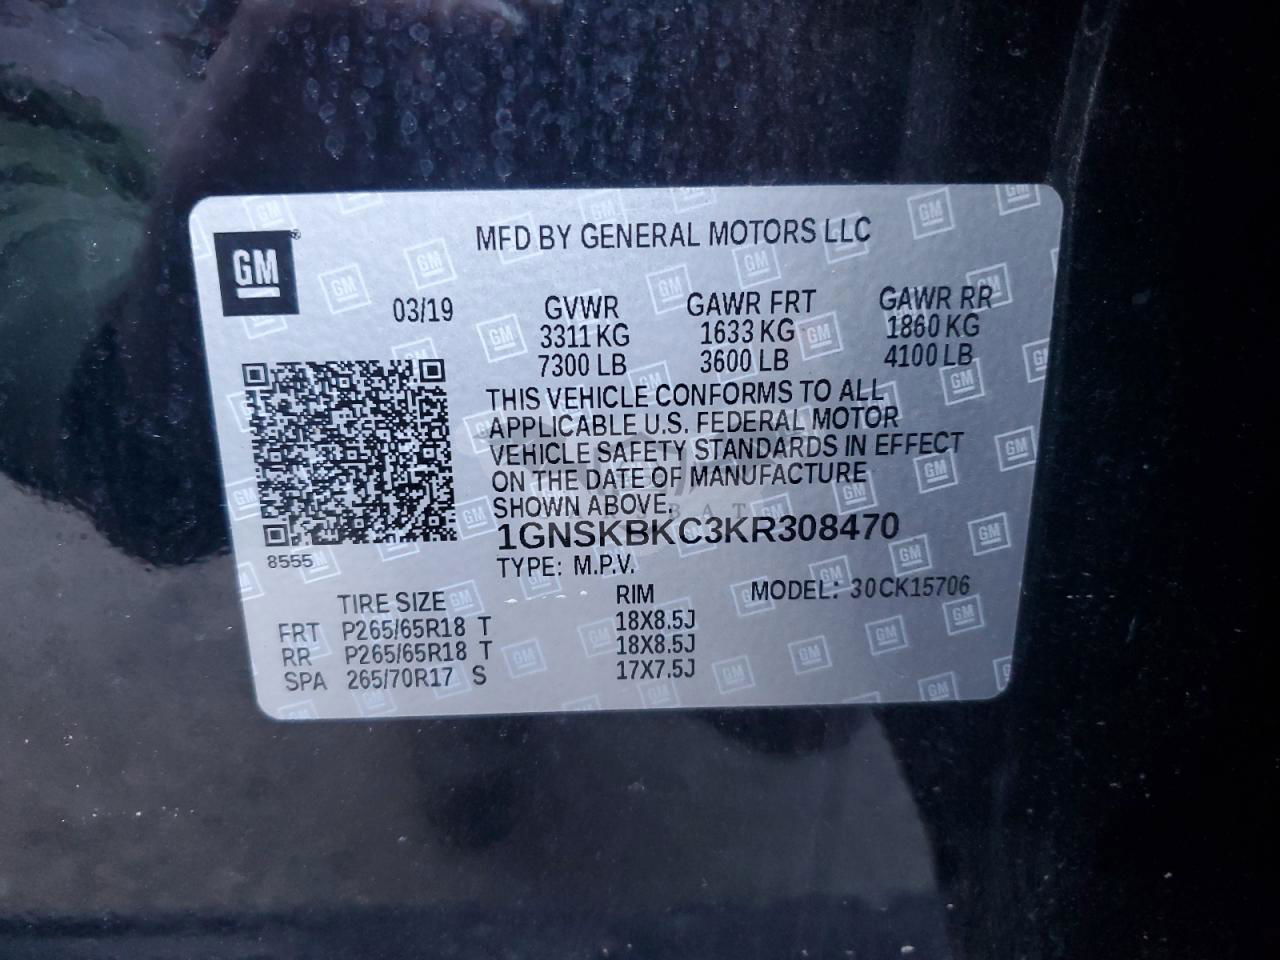 MFD BY GENERAL MOTORS LLC
GM®
03/19 GVWR GAWR FRT GAWR RR
3311 KG 1633 KG 1860 KG
7300 LB 3600 LB 4100 LB
THIS VEHICLE CONFORMS TO ALL
APPLICABLE U.S. FEDERAL MOTOR
VEHICLE SAFETY STANDARDS IN EFFECT
ON THE DATE OF MANUFACTURE
SHOWN ABOVE.
1GNSKBKC3KR308470
8555
TYPE: M.P.V.
TIRE SIZE RIM MODEL: 30CK15706
FRT P265/65R18 T 18X8.5J
RR P265/65R18 T 18X8.5J
SPA 265/70R17 S 17X7.5J